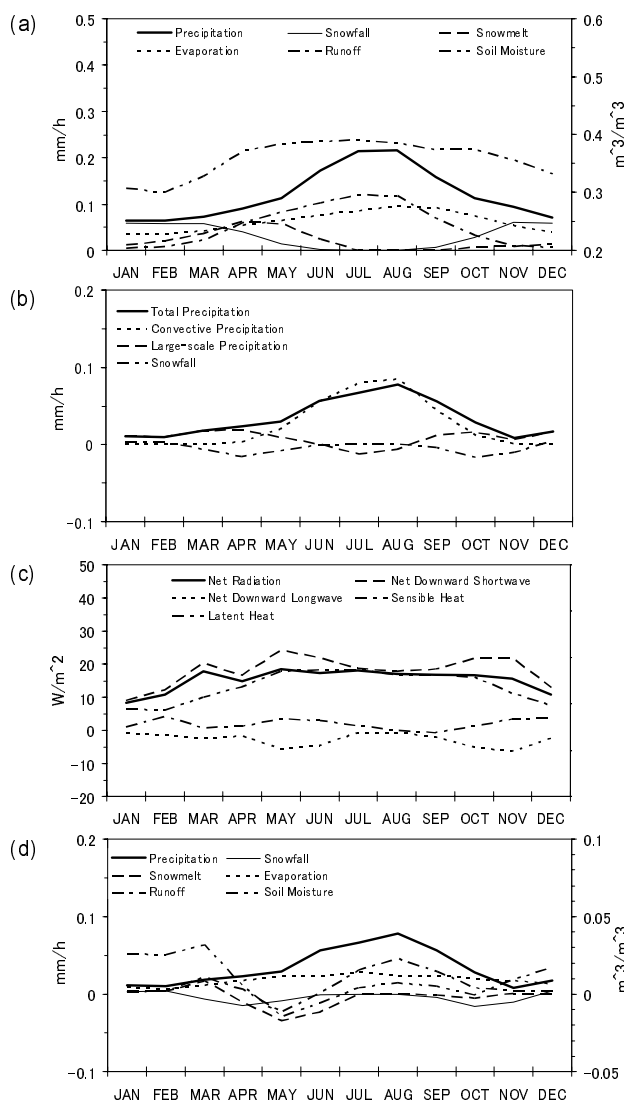 (a)
Precipitation Snowfall Snowmelt
Evaporation Runoff Soil Moisture
0.5
0.4
0.3
0.2
0.1
0
mm/h
0.6
0.5
0.4
0.3
0.2
m^3/m^3
JAN FEB MAR APR MAY JUN JUL AUG SEP OCT NOV DEC
(b)
Total Precipitation
Convective Precipitation
Large-scale Precipitation
Snowfall
0.2
0.1
0
-0.1
mm/h
JAN FEB MAR APR MAY JUN JUL AUG SEP OCT NOV DEC
(c)
Net Radiation Net Downward Shortwave
Net Downward Longwave Sensible Heat
Latent Heat
50
40
30
20
10
0
-10
-20
W/m^2
JAN FEB MAR APR MAY JUN JUL AUG SEP OCT NOV DEC
(d)
Precipitation Snowfall
Snowmelt Evaporation
Runoff Soil Moisture
0.2
0.1
0
-0.1
mm/h
0.1
0.05
0
-0.05
m^3/m^3
JAN FEB MAR APR MAY JUN JUL AUG SEP OCT NOV DEC